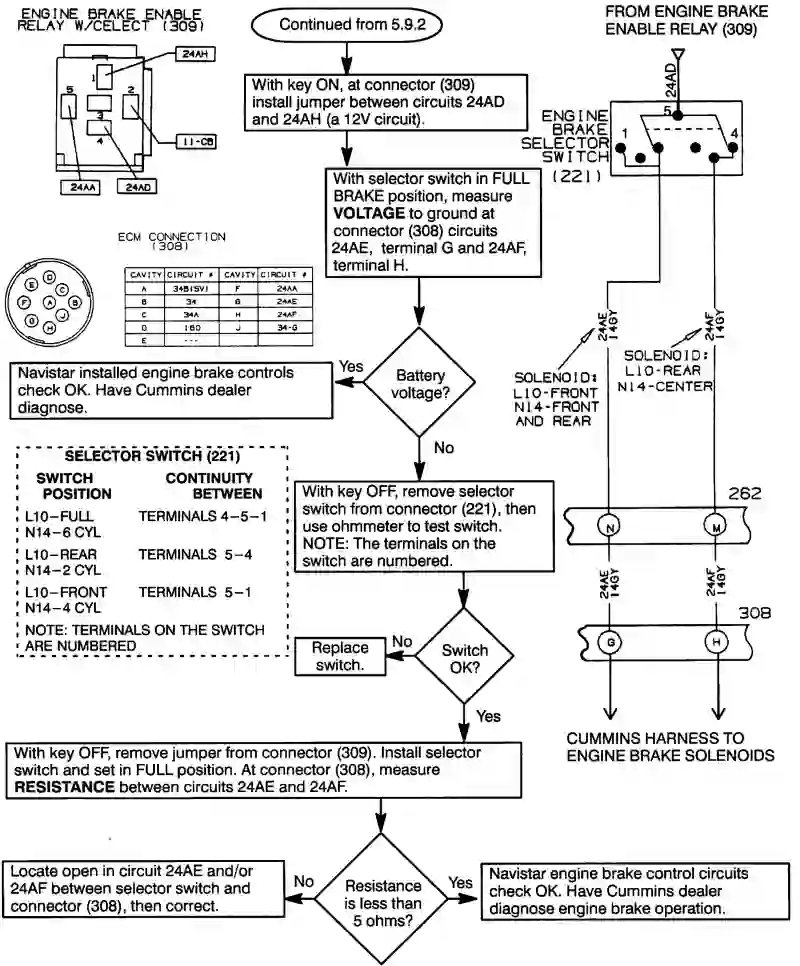 ENGINE BRAKE ENABLE
RELAY W/CELECT (309)
24AH
1
5
2
3
4
11-CB
24AA
24AD
ECM CONNECTION
(308)
E
D
C
F
A
B
G
H
J
CAVITY CIRCUIT # CAVITY CIRCUIT #
A 34B(SV) F 24AA
B 34 G 24AE
C 34A H 24AF
D 160 J 34-G
E ---
Continued from 5.9.2
With key ON, at connector (309)
install jumper between circuits 24AD
and 24AH (a 12V circuit).
With selector switch in FULL
BRAKE position, measure
VOLTAGE to ground at
connector (308) circuits
24AE, terminal G and 24AF,
terminal H.
Battery
voltage?
Yes
Navistar installed engine brake controls
check OK. Have Cummins dealer
diagnose.
No
SELECTOR SWITCH (221)
SWITCH
POSITION
CONTINUITY
BETWEEN
L10-FULL TERMINALS 4-5-1
N14-6 CYL
L10-REAR TERMINALS 5-4
N14-2 CYL
L10-FRONT TERMINALS 5-1
N14-4 CYL
NOTE: TERMINALS ON THE SWITCH
ARE NUMBERED
With key OFF, remove selector
switch from connector (221), then
use ohmmeter to test switch.
NOTE: The terminals on the
switch are numbered.
Switch
OK?
No
Replace
switch.
Yes
With key OFF, remove jumper from connector (309). Install selector
switch and set in FULL position. At connector (308), measure
RESISTANCE between circuits 24AE and 24AF.
Resistance
is less than
5 ohms?
No
Locate open in circuit 24AE and/or
24AF between selector switch and
connector (308), then correct.
Yes
Navistar engine brake control circuits
check OK. Have Cummins dealer
diagnose engine brake operation.
FROM ENGINE BRAKE
ENABLE RELAY (309)
24AD
ENGINE
BRAKE
SELECTOR
SWITCH
(221)
5
1
4
24AE
14GY
24AF
14GY
SOLENOID:
L10-FRONT
N14-FRONT
AND REAR
SOLENOID:
L10-REAR
N14-CENTER
262
N
M
24AE
14GY
24AF
14GY
308
G
H
CUMMINS HARNESS TO
ENGINE BRAKE SOLENOIDS